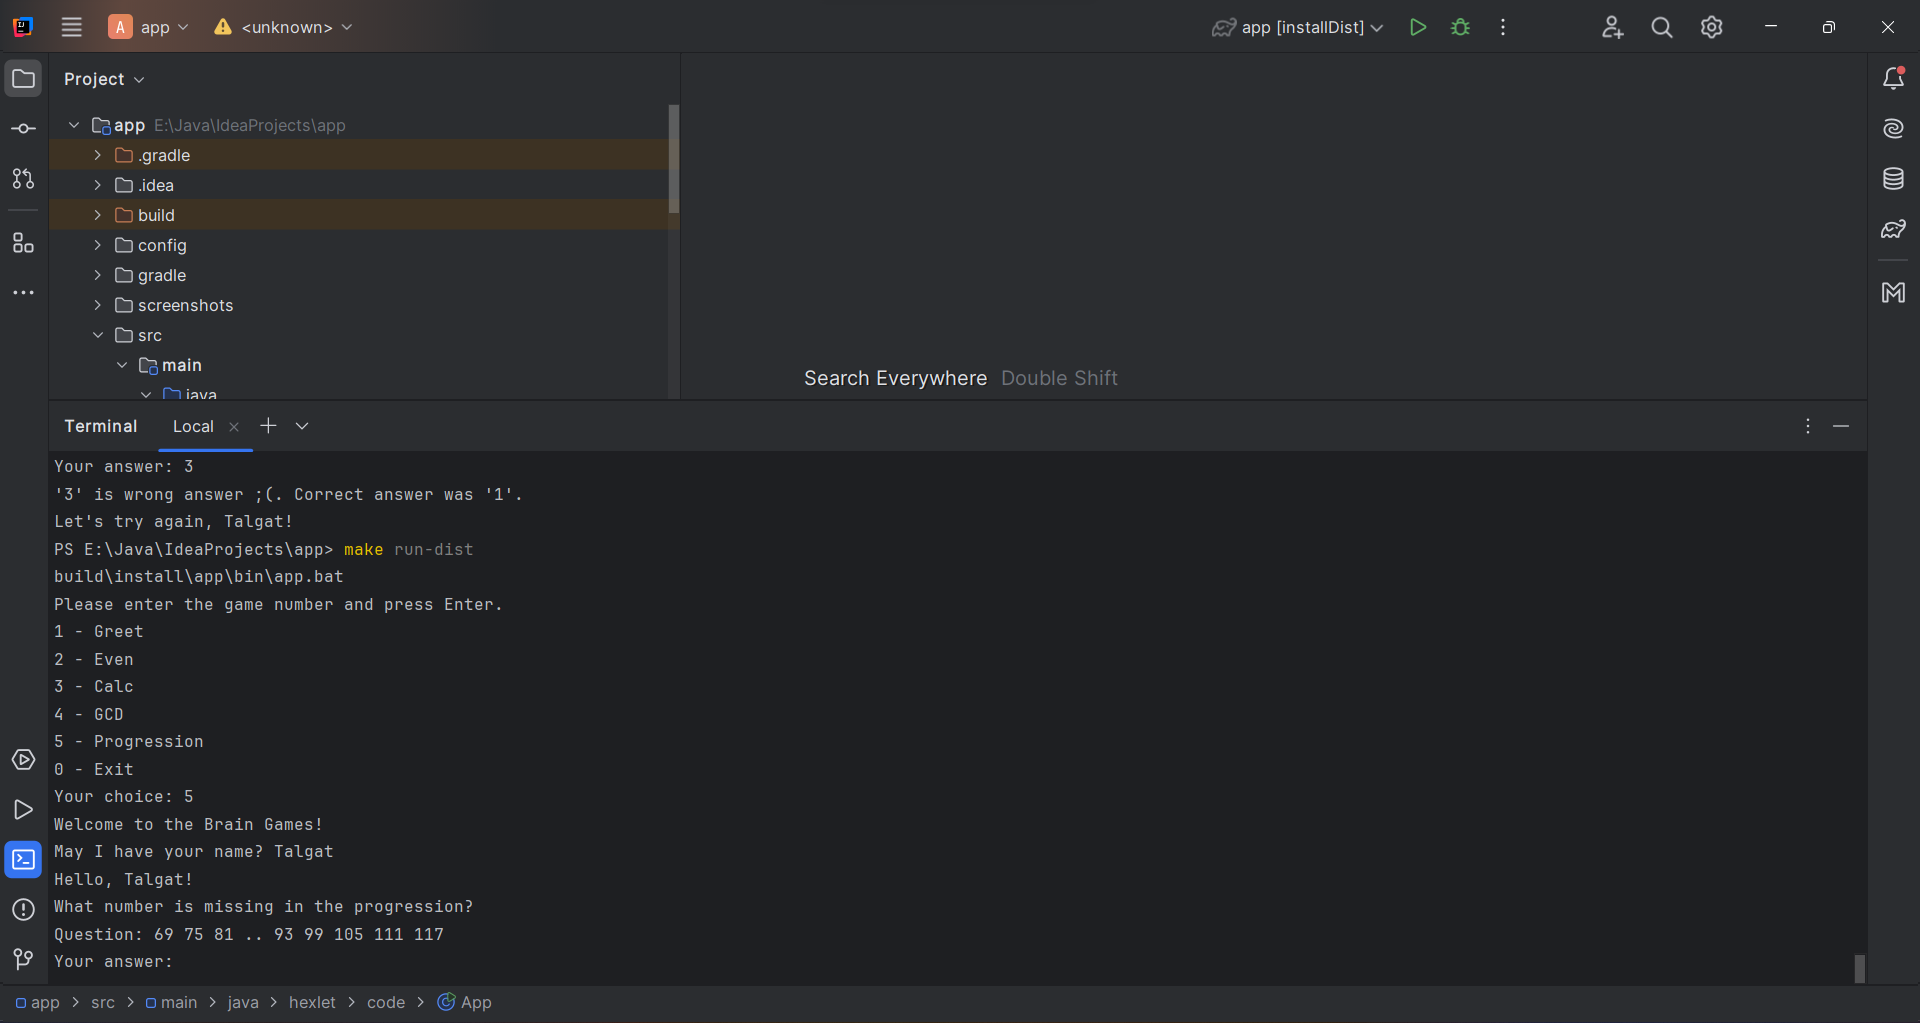 A app <unknown> app [installDist]
Project
app E:\Java\IdeaProjects\app
.gradle
.idea
build
config
gradle
screenshots
src
main
java
Search Everywhere Double Shift
Terminal Local
Your answer: 3
'3' is wrong answer ;(. Correct answer was '1'.
Let's try again, Talgat!
PS E:\Java\IdeaProjects\app> make run-dist
build\install\app\bin\app.bat
Please enter the game number and press Enter.
1 - Greet
2 - Even
3 - Calc
4 - GCD
5 - Progression
0 - Exit
Your choice: 5
Welcome to the Brain Games!
May I have your name? Talgat
Hello, Talgat!
What number is missing in the progression?
Question: 69 75 81 .. 93 99 105 111 117
Your answer:
app > src > main > java > hexlet > code > App